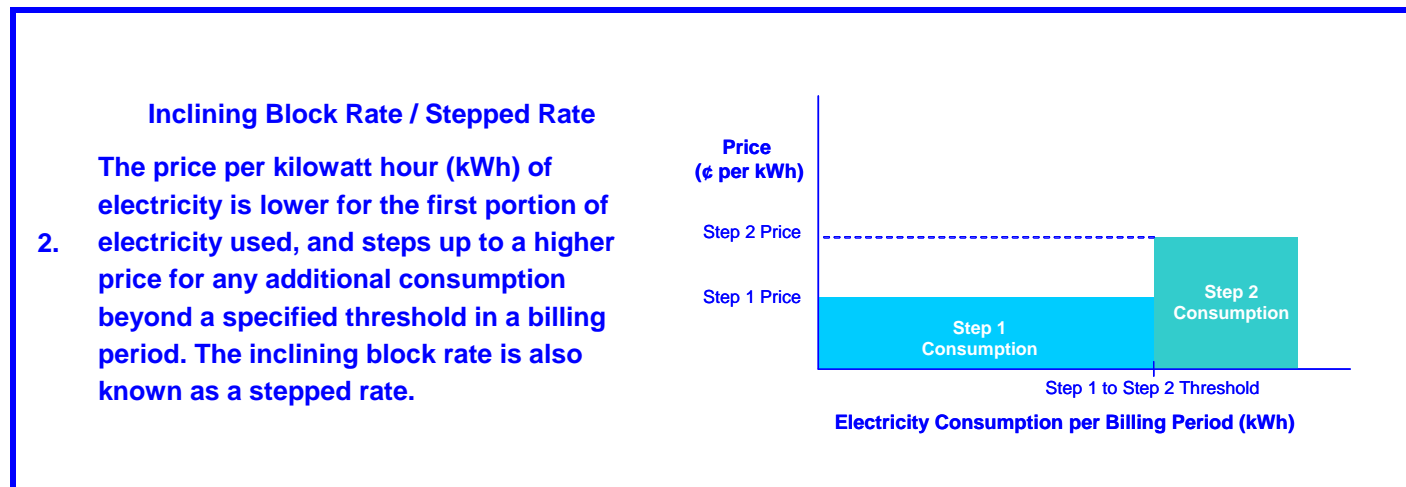 Inclining Block Rate / Stepped Rate
2.
The price per kilowatt hour (kWh) of
electricity is lower for the first portion of
electricity used, and steps up to a higher
price for any additional consumption
beyond a specified threshold in a billing
period. The inclining block rate is also
known as a stepped rate.
Price
(¢ per kWh)
Step 2 Price
Step 1 Price
Step 1
Consumption
Step 2
Consumption
Step 1 to Step 2 Threshold
Electricity Consumption per Billing Period (kWh)